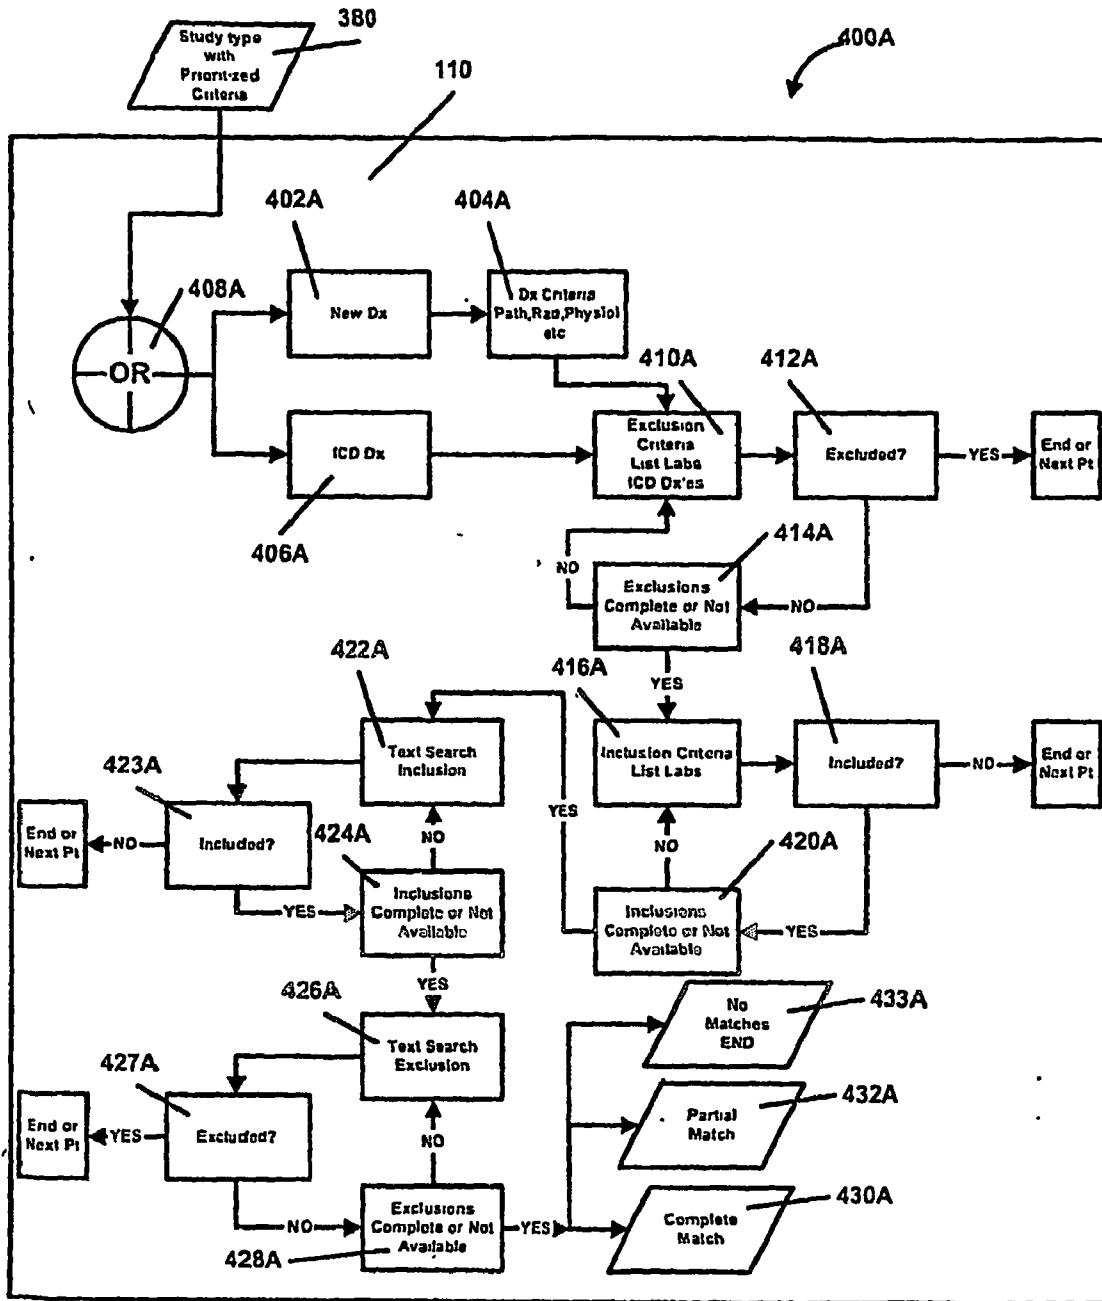 380
Study type
with
Prioritized
Criteria
400A
110
402A
404A
408A
OR
New Dx
Dx Criteria
Path,Rad,Physiol
etc
410A
412A
ICD Dx
Exclusion
Criteria
List Labs
ICD Dx'es
Excluded?
YES
End or
Next Pt
406A
414A
NO
Exclusions
Complete or Not
Available
NO
YES
422A
416A
418A
Text Search
Inclusion
Inclusion Criteria
List Labs
Included?
NO
End or
Next Pt
423A
YES
End or
Next Pt
NO
Included?
424A
NO
NO
420A
YES
Inclusions
Complete or Not
Available
Inclusions
Complete or Not
Available
YES
YES
426A
433A
No
Matches
END
Text Search
Exclusion
427A
432A
Partial
Match
End or
Next Pt
YES
Excluded?
NO
430A
NO
Exclusions
Complete or Not
Available
YES
Complete
Match
428A